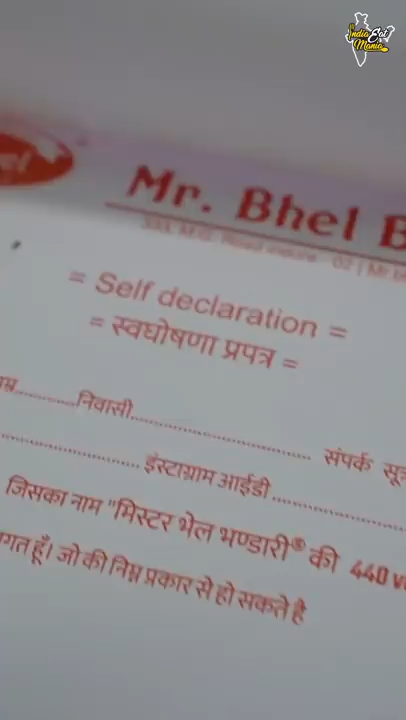 India Eat Mania
Mr. Bhel B
= Self declaration =
= स्वघोषणा प्रपत्र =
...........निवासी.................................. संपर्क सूत्र
......................... इंस्टाग्राम आईडी .........................
जिसका नाम "मिस्टर भेल भण्डारी® की 440
हूँ। जो की निम्न प्रकार से हो सकते है